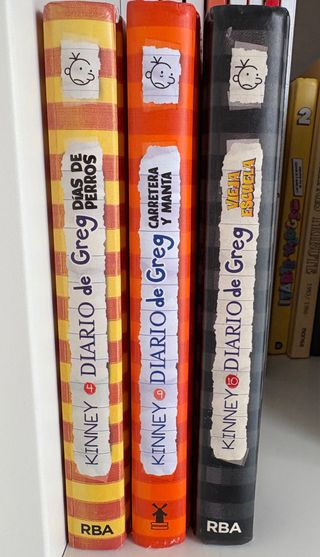 KINNEY 4 DIARIO de Greg
DÍAS DE
PERROS
RBA
KINNEY 9 DIARIO de Greg
CARRETERA
Y MANTA
KINNEY 10 DIARIO de Greg
VIEJA
ESCUELA
RBA
2